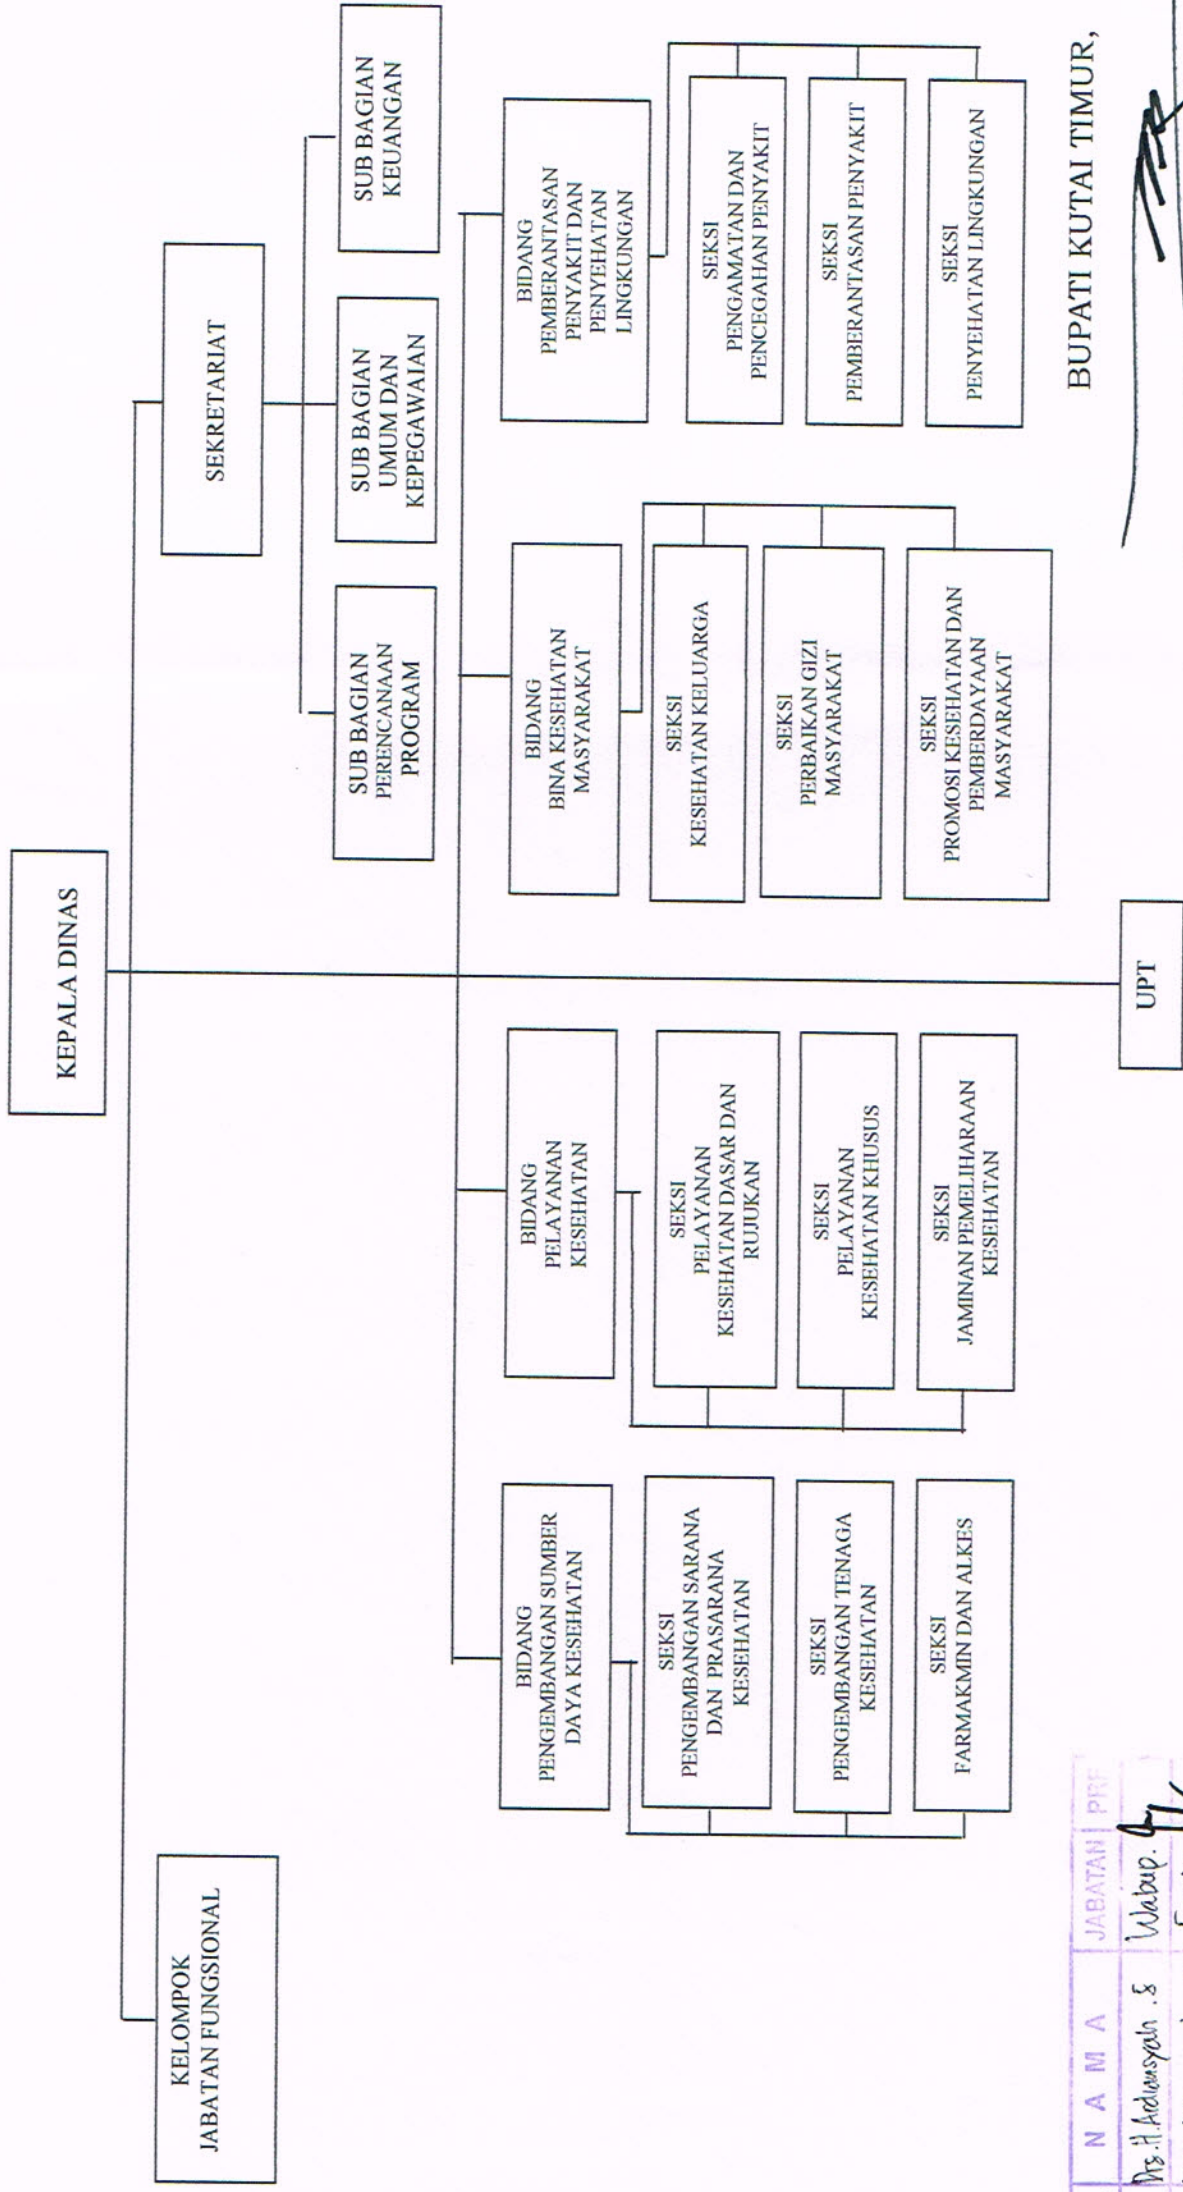 KEPALA DINAS
KELOMPOK
JABATAN FUNGSIONAL
SEKRETARIAT
SUB BAGIAN
PERENCANAAN
PROGRAM
SUB BAGIAN
UMUM DAN
KEPEGAWAIAN
SUB BAGIAN
KEUANGAN
BIDANG
PENGEMBANGAN SUMBER
DAYA KESEHATAN
SEKSI
PENGEMBANGAN SARANA
DAN PRASARANA
KESEHATAN
SEKSI
PENGEMBANGAN TENAGA
KESEHATAN
SEKSI
FARMAKMIN DAN ALKES
BIDANG
PELAYANAN
KESEHATAN
SEKSI
PELAYANAN
KESEHATAN DASAR DAN
RUJUKAN
SEKSI
PELAYANAN
KESEHATAN KHUSUS
SEKSI
JAMINAN PEMELIHARAAN
KESEHATAN
BIDANG
BINA KESEHATAN
MASYARAKAT
SEKSI
KESEHATAN KELUARGA
SEKSI
PERBAIKAN GIZI
MASYARAKAT
SEKSI
PROMOSI KESEHATAN DAN
PEMBERDAYAAN
MASYARAKAT
BIDANG
PEMBERANTASAN
PENYAKIT DAN
PENYEHATAN
LINGKUNGAN
SEKSI
PENGAMATAN DAN
PENCEGAHAN PENYAKIT
SEKSI
PEMBERANTASAN PENYAKIT
SEKSI
PENYEHATAN LINGKUNGAN
UPT
BUPATI KUTAI TIMUR,
N A M A JABATAN
Drs. H. Ardiansyah . S Wabup.